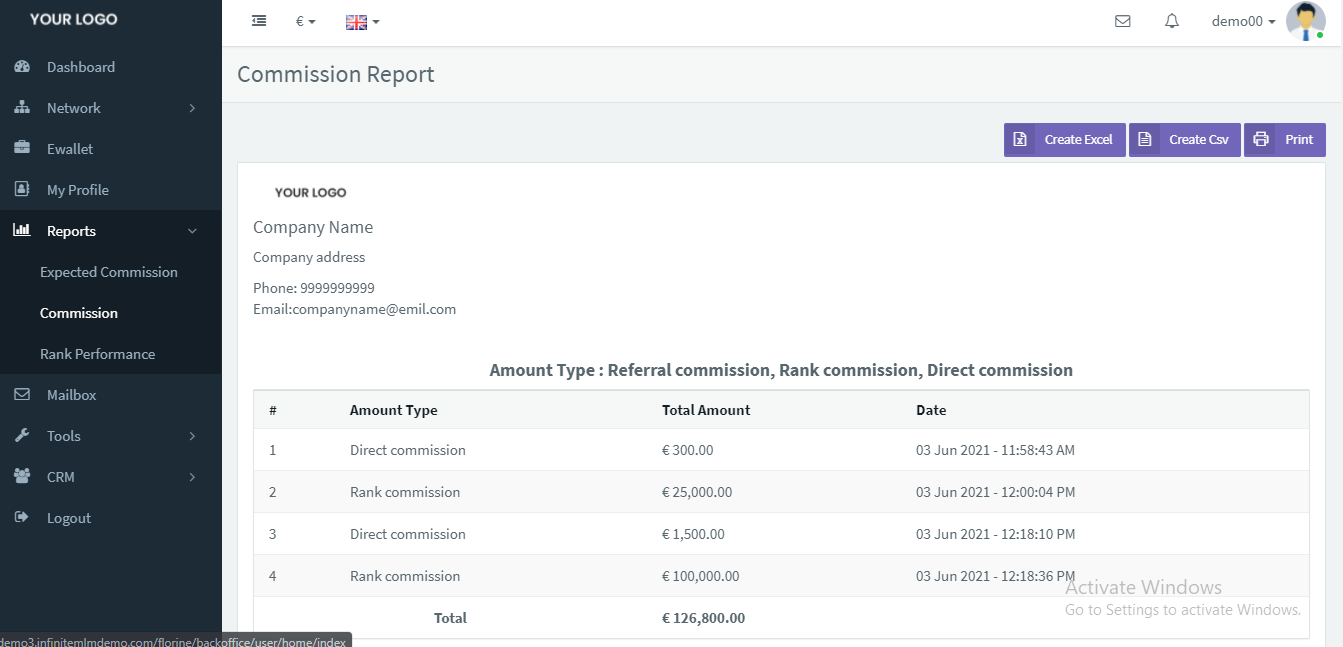 YOUR LOGO
€
demo00
Dashboard
Network
Ewallet
My Profile
Reports
Expected Commission
Commission
Rank Performance
Mailbox
Tools
CRM
Logout
Commission Report
Create Excel Create Csv Print
YOUR LOGO
Company Name
Company address
Phone: 9999999999
Email:companyname@emil.com
Amount Type : Referral commission, Rank commission, Direct commission
# Amount Type Total Amount Date
1 Direct commission € 300.00 03 Jun 2021 - 11:58:43 AM
2 Rank commission € 25,000.00 03 Jun 2021 - 12:00:04 PM
3 Direct commission € 1,500.00 03 Jun 2021 - 12:18:10 PM
4 Rank commission € 100,000.00 03 Jun 2021 - 12:18:36 PM
Total € 126,800.00
Activate Windows
Go to Settings to activate Windows.
demo3.infinitemlmdemo.com/florine/backoffice/user/home/index